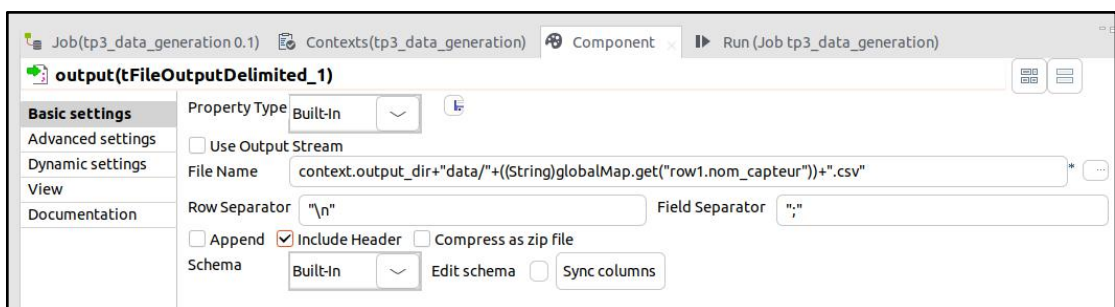 Job(tp3_data_generation 0.1) Contexts(tp3_data_generation) Component Run (Job tp3_data_generation)
output(tFileOutputDelimited_1)
Basic settings
Advanced settings
Dynamic settings
View
Documentation
Property Type Built-In
Use Output Stream
File Name context.output_dir+"data/"+((String)globalMap.get("row1.nom_capteur"))+".csv" * ...
Row Separator "\n" Field Separator ";"
Append Include Header Compress as zip file
Schema Built-In Edit schema Sync columns